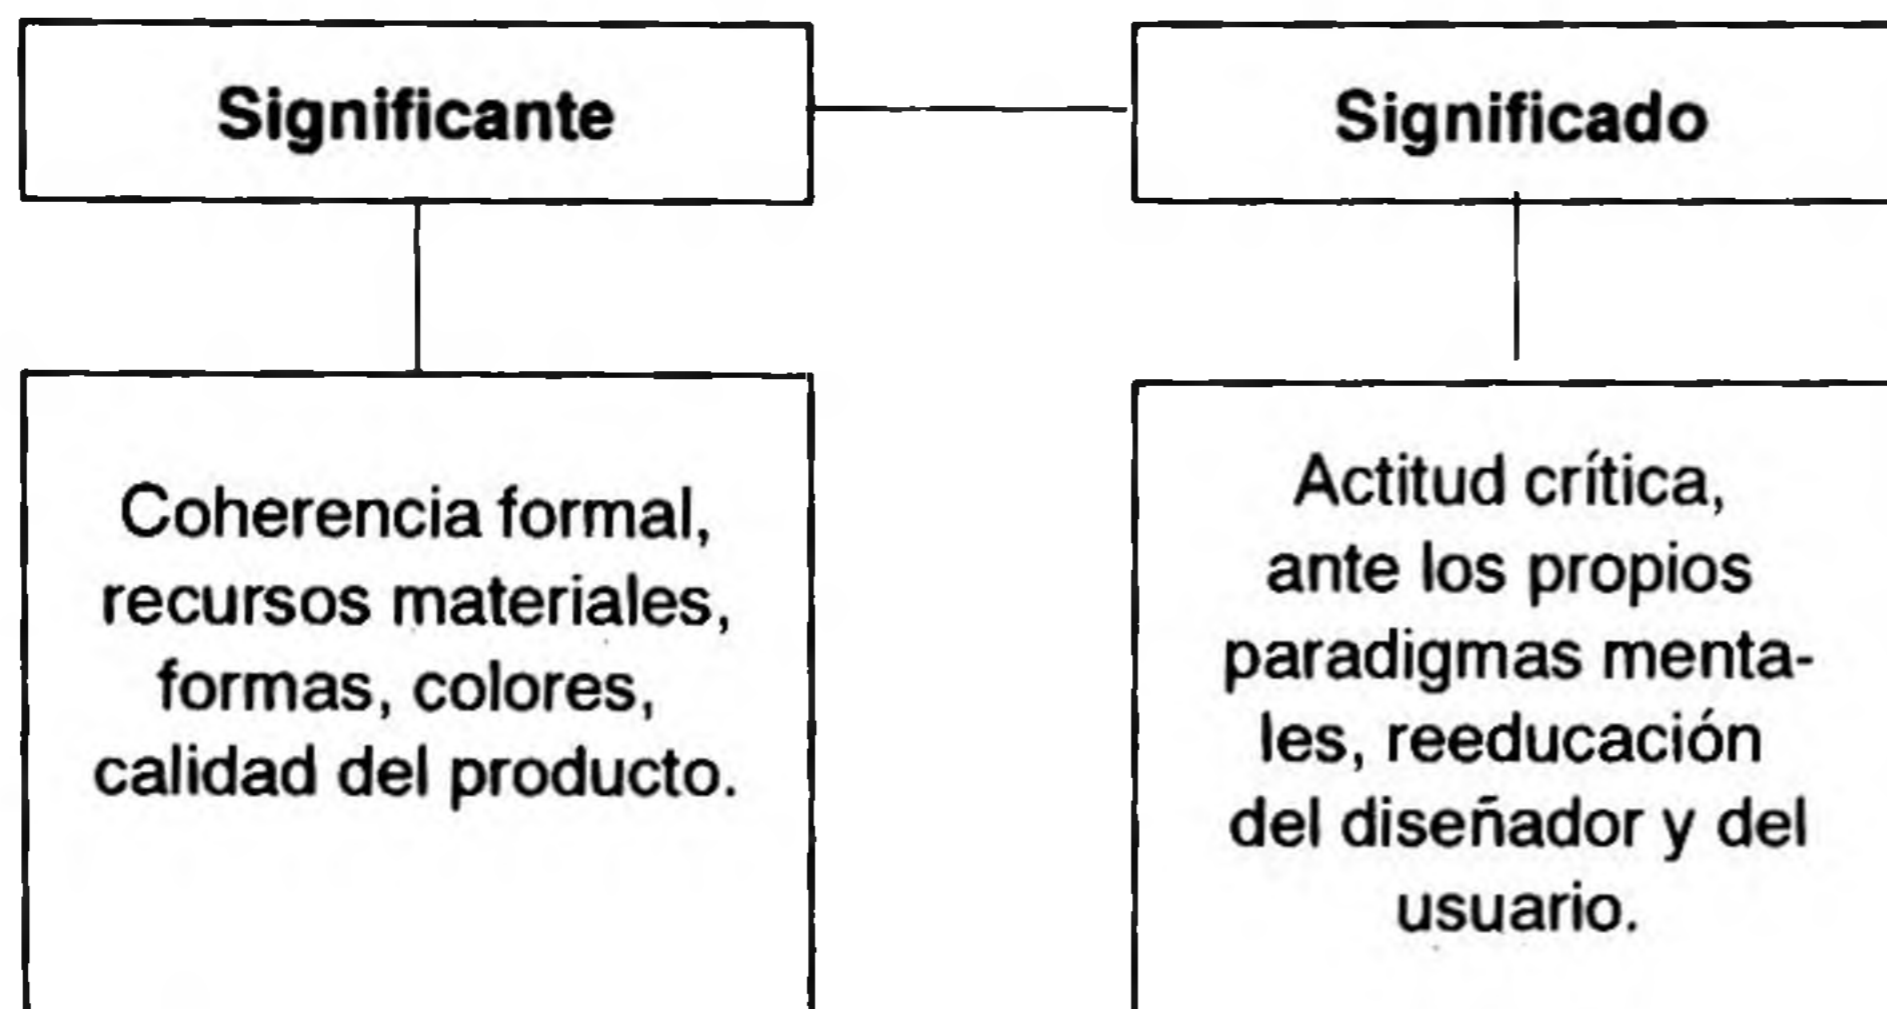 Significante
Significado
Coherencia formal,
recursos materiales,
formas, colores,
calidad del producto.
Actitud crítica,
ante los propios
paradigmas menta-
les, reeducación
del diseñador y del
usuario.